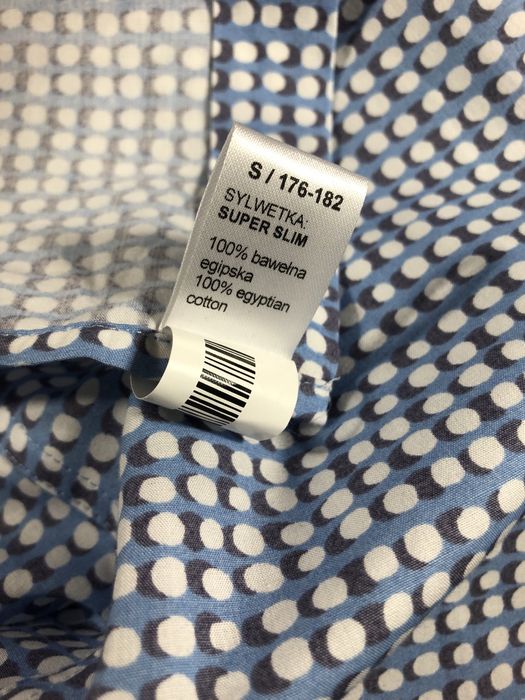 S / 176-182
SYLWETKA:
SUPER SLIM
100% bawełna
egipska
100% egyptian
cotton